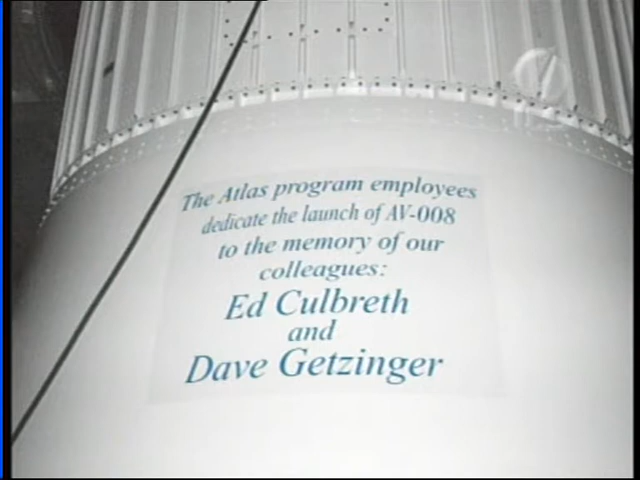 The Atlas program employees
dedicate the launch of AV-008
to the memory of our
colleagues:
Ed Culbreth
and
Dave Getzinger